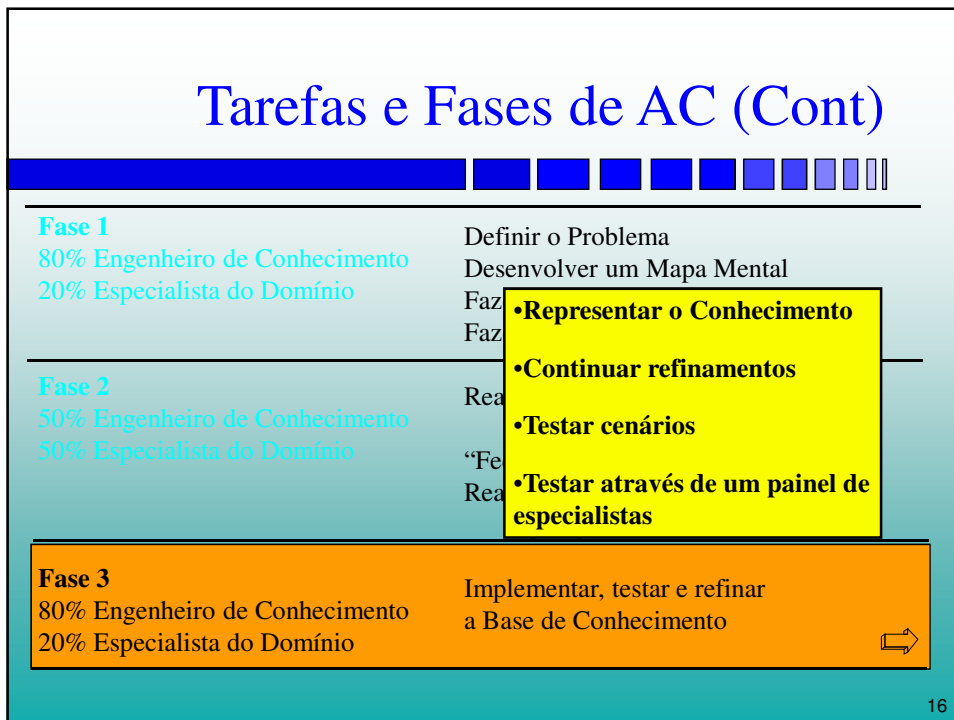 Tarefas e Fases de AC (Cont)
Fase 1
80% Engenheiro de Conhecimento
20% Especialista do Domínio
Definir o Problema
Desenvolver um Mapa Mental
Faz
Faz
•Representar o Conhecimento
•Continuar refinamentos
•Testar cenários
•Testar através de um painel de
especialistas
Fase 2
50% Engenheiro de Conhecimento
50% Especialista do Domínio
Rea
“Fe
Rea
Fase 3
80% Engenheiro de Conhecimento
20% Especialista do Domínio
Implementar, testar e refinar
a Base de Conhecimento
16